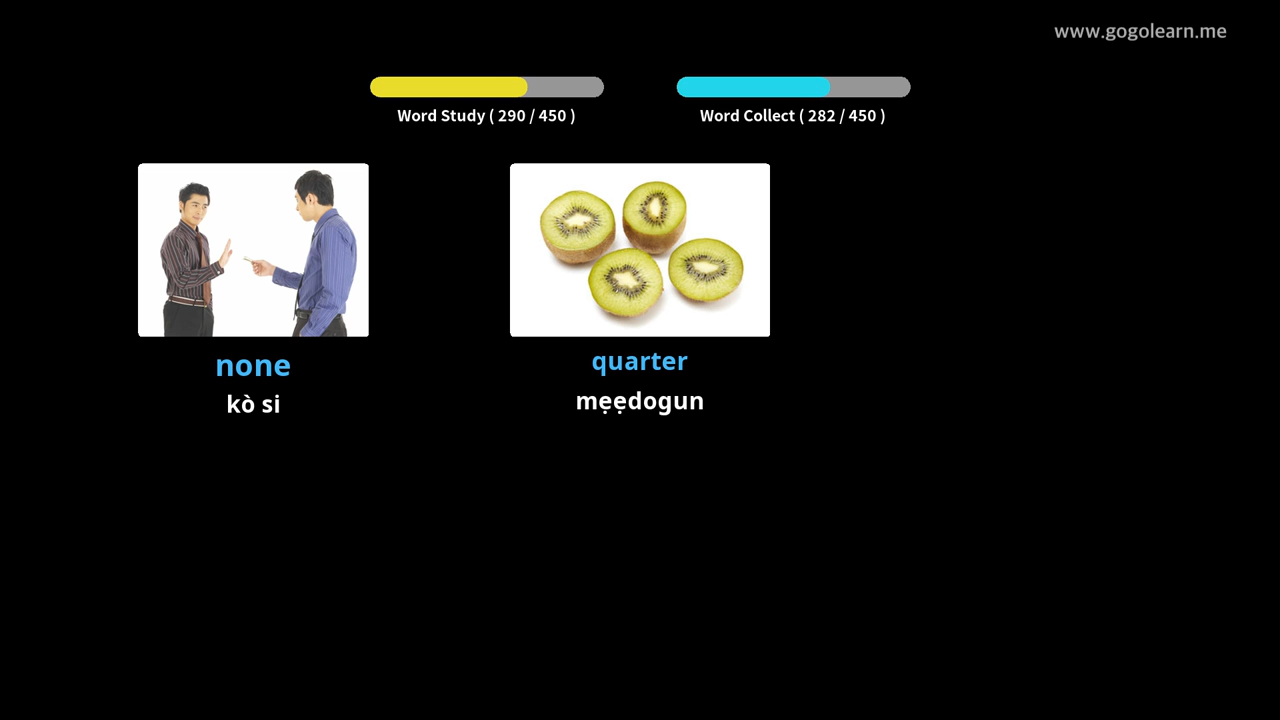 www.gogolearn.me
Word Study ( 290 / 450 )
Word Collect ( 282 / 450 )
none
kò si
quarter
mẹẹdogun